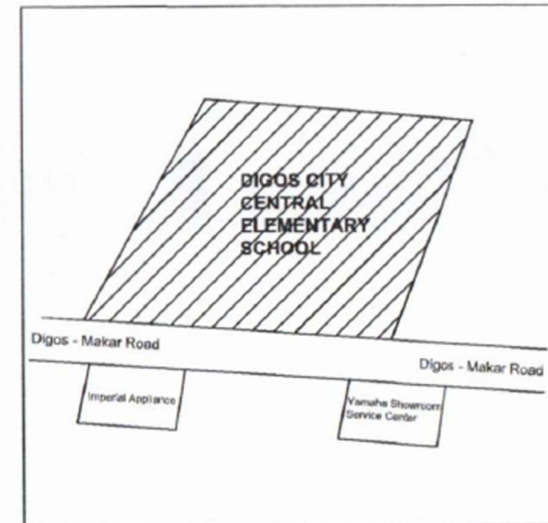 DIGOS CITY
CENTRAL
ELEMENTARY
SCHOOL
Digos - Makar Road
Digos - Makar Road
Imperial Appliance
Yamaha Showroom
Service Center